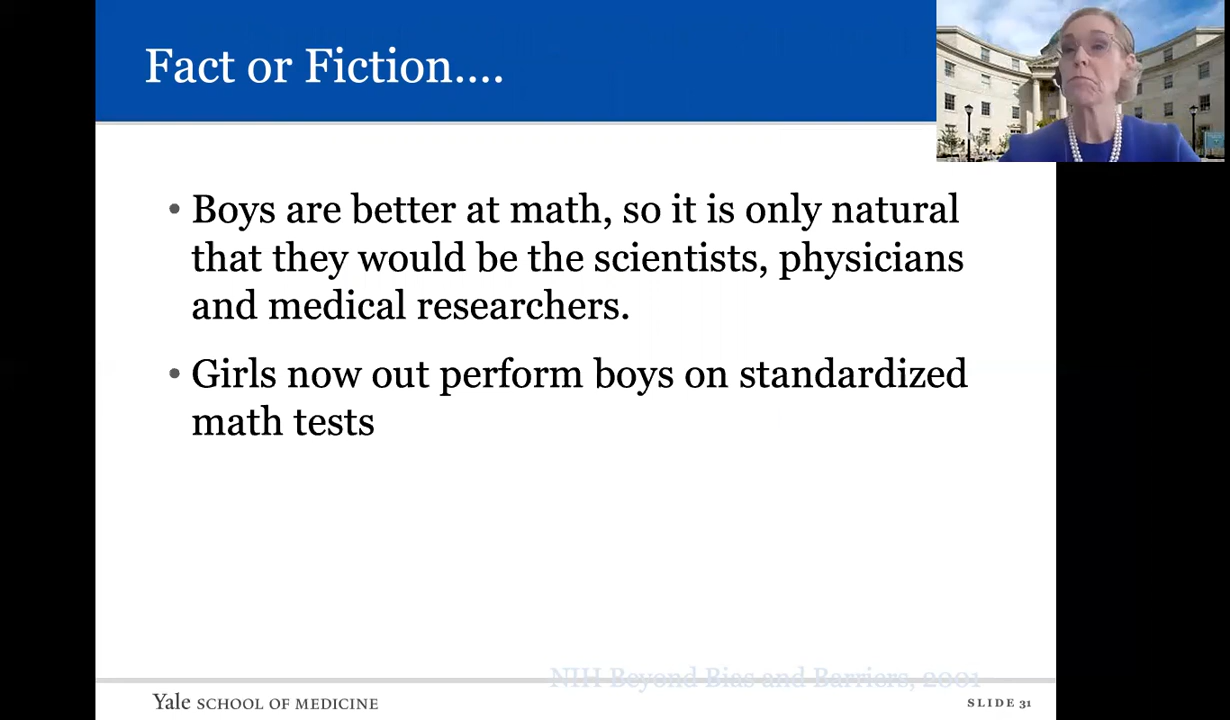 Fact or Fiction....
• Boys are better at math, so it is only natural
that they would be the scientists, physicians
and medical researchers.
• Girls now out perform boys on standardized
math tests
NIH Beyond Bias and Barriers, 2001
Yale SCHOOL OF MEDICINE
SLIDE 31